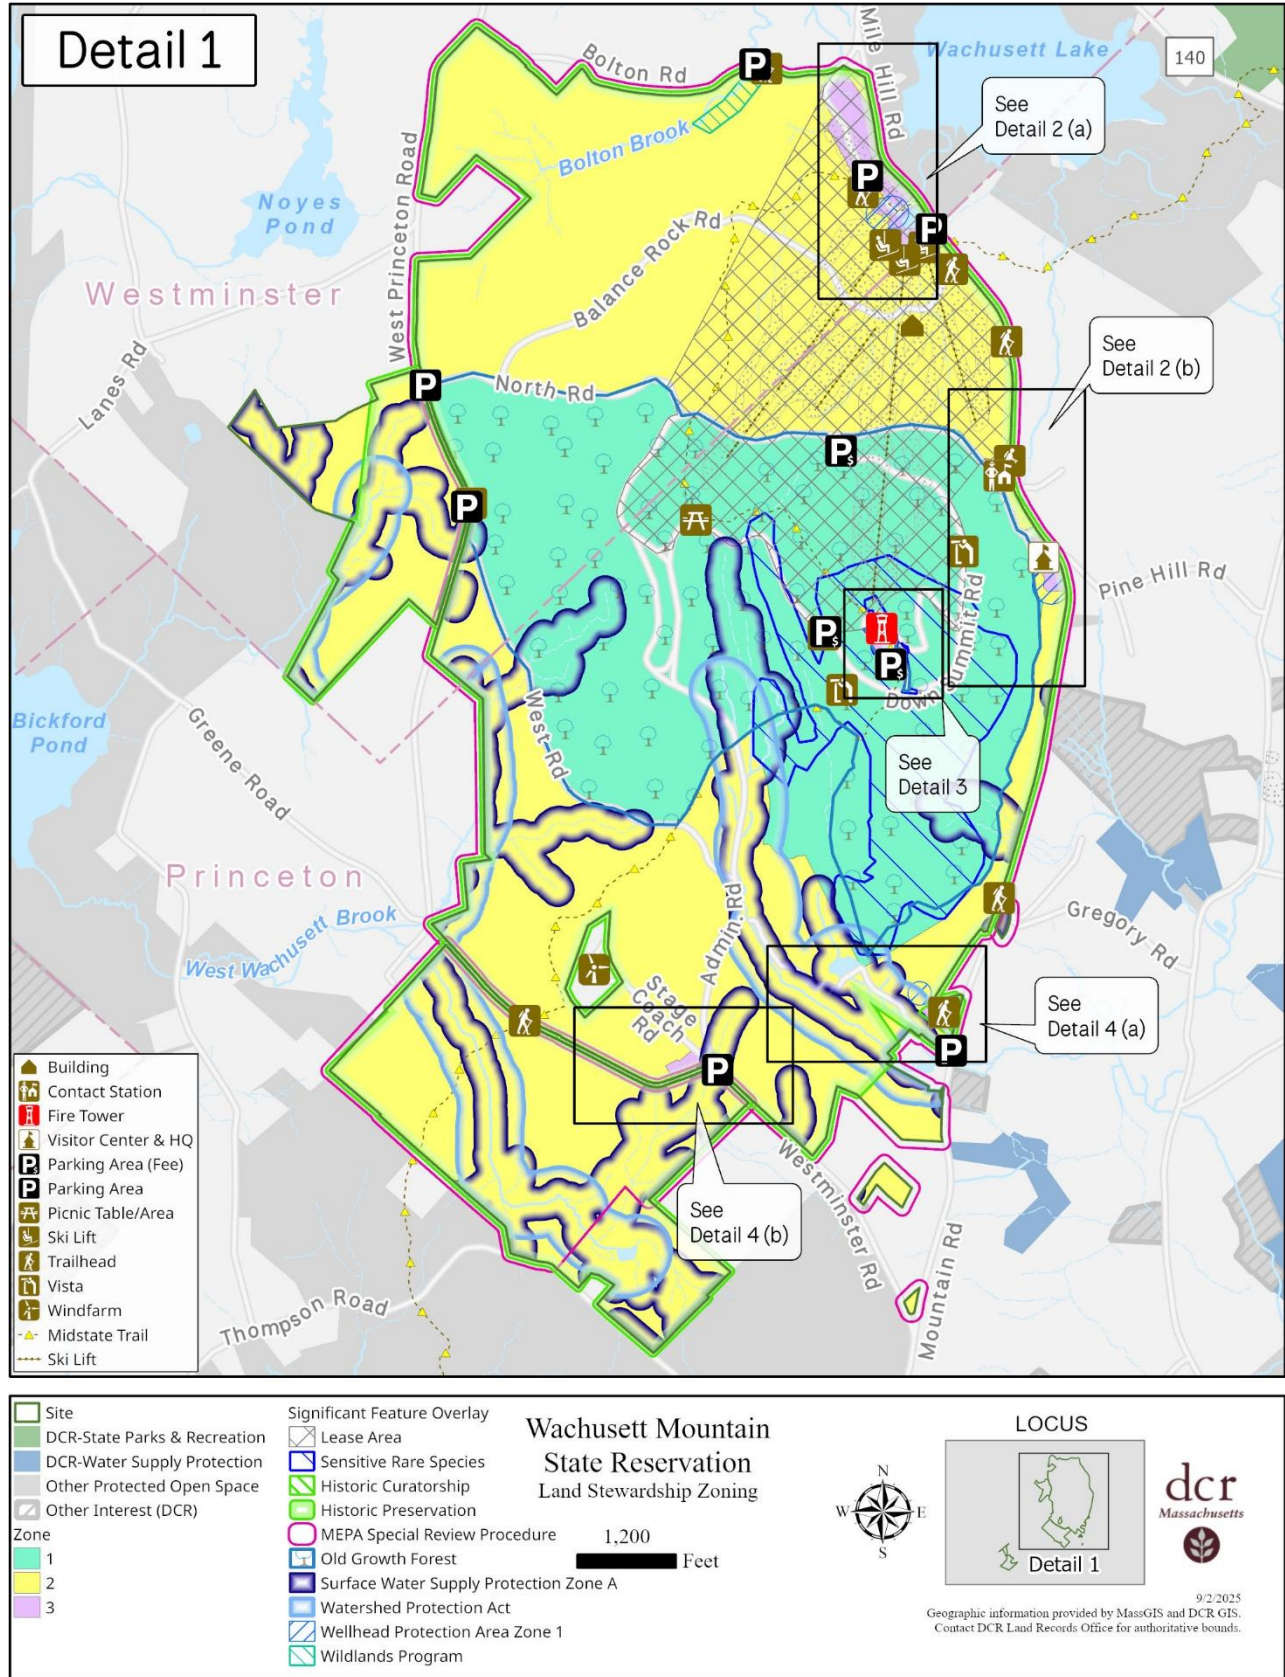 Detail 1
Bolton Rd
Mile Hill Rd
Wachusett Lake
140
See
Detail 2 (a)
Bolton Brook
West Princeton Road
Noyes
Pond
Westminster
Balance Rock Rd
Lanes Rd
North Rd
See
Detail 2 (b)
Pine Hill Rd
Down Summit Rd
West Rd
Bickford
Pond
Greene Road
See
Detail 3
Princeton
West Wachusett Brook
Admin. Rd
Gregory Rd
Stage
Coach
Rd
See
Detail 4 (a)
Westminster Rd
See
Detail 4 (b)
Mountain Rd
Thompson Road
P
P
P
P
P
P
P
P
P$
P$
P$
Building
Contact Station
Fire Tower
Visitor Center & HQ
P$ Parking Area (Fee)
P Parking Area
Picnic Table/Area
Ski Lift
Trailhead
Vista
Windfarm
Midstate Trail
Ski Lift
Site
DCR-State Parks & Recreation
DCR-Water Supply Protection
Other Protected Open Space
Other Interest (DCR)
Zone
1
2
3
Significant Feature Overlay
Lease Area
Sensitive Rare Species
Historic Curatorship
Historic Preservation
MEPA Special Review Procedure
Old Growth Forest
Surface Water Supply Protection Zone A
Watershed Protection Act
Wellhead Protection Area Zone 1
Wildlands Program
Wachusett Mountain
State Reservation
Land Stewardship Zoning
1,200
Feet
N
W E
S
LOCUS
Detail 1
dcr
Massachusetts
9/2/2025
Geographic information provided by MassGIS and DCR GIS.
Contact DCR Land Records Office for authoritative bounds.